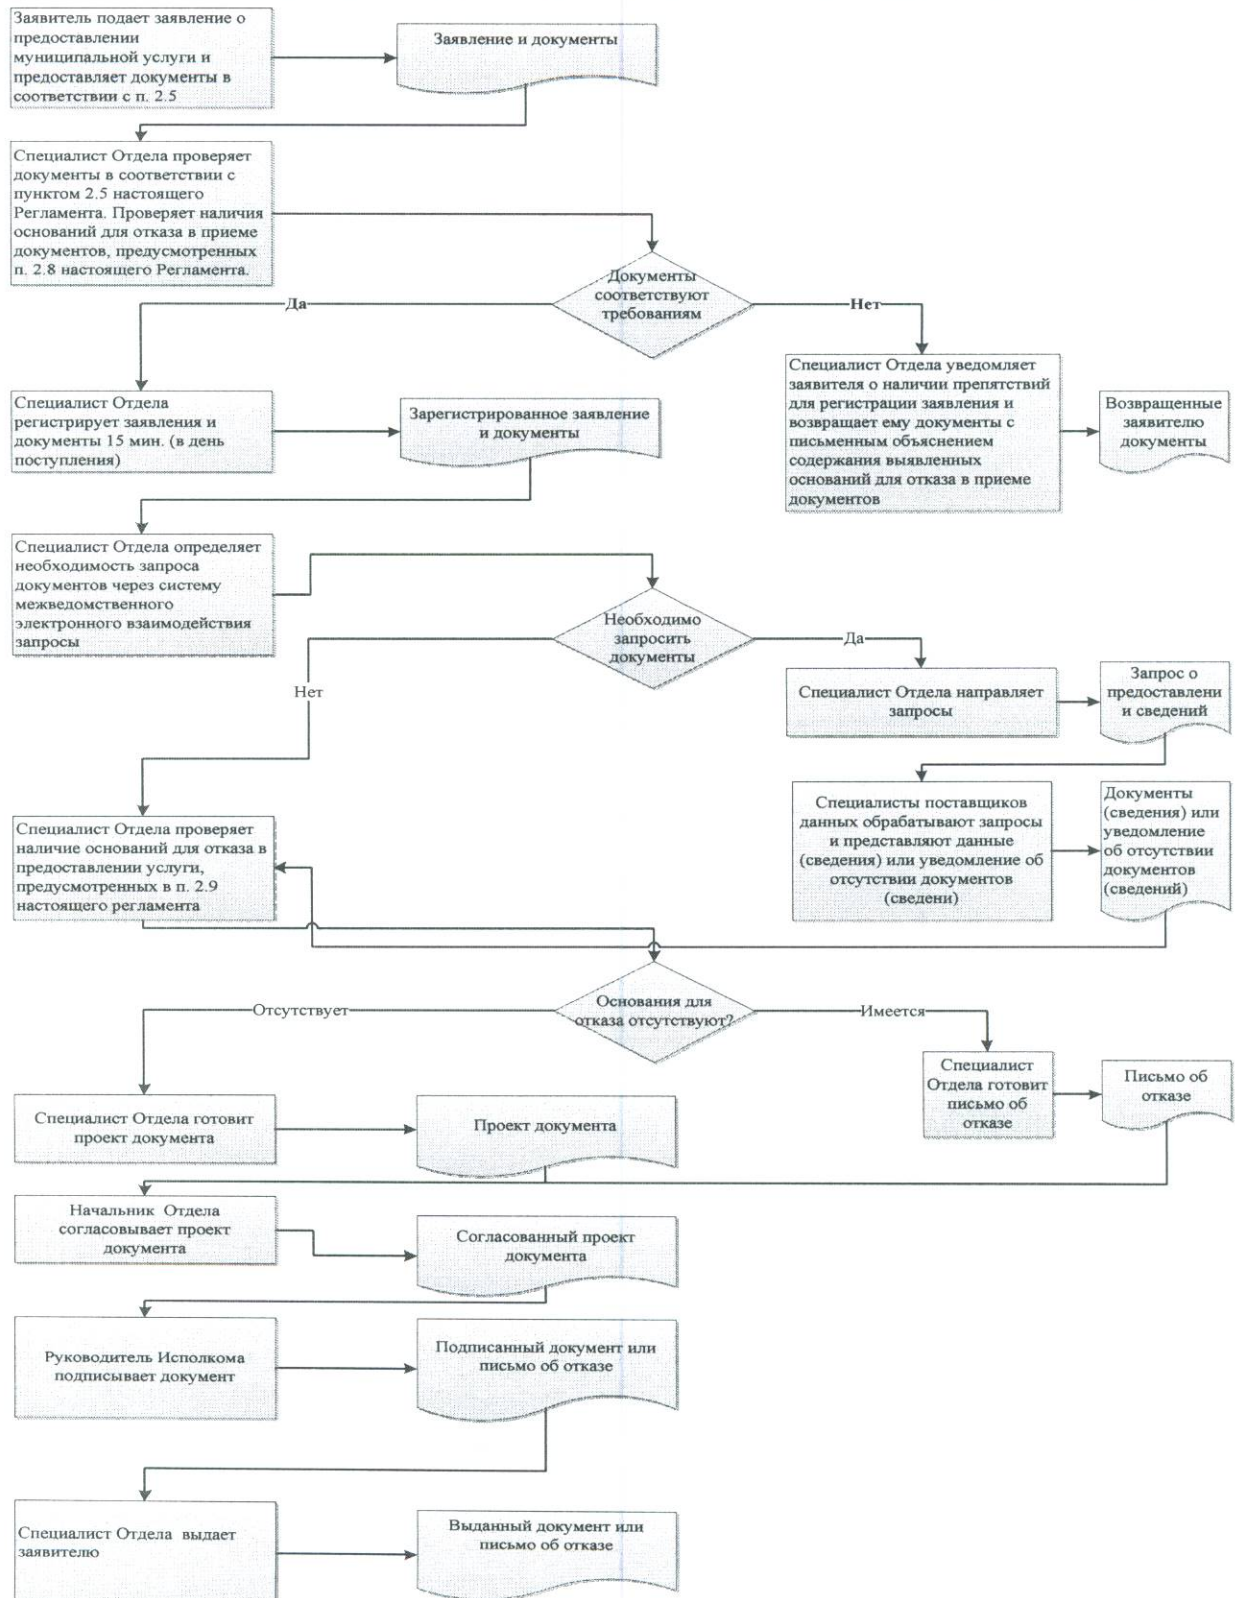 Заявитель подает заявление о
предоставлении
муниципальной услуги и
предоставляет документы в
соответствии с п. 2.5
Заявление и документы
Специалист Отдела проверяет
документы в соответствии с
пунктом 2.5 настоящего
Регламента. Проверяет наличия
оснований для отказа в приеме
документов, предусмотренных
п. 2.8 настоящего Регламента.
Документы
соответствуют
требованиям
Да
Нет
Специалист Отдела
регистрирует заявления и
документы 15 мин. (в день
поступления)
Зарегистрированное заявление
и документы
Специалист Отдела уведомляет
заявителя о наличии препятствий
для регистрации заявления и
возвращает ему документы с
письменным объяснением
содержания выявленных
оснований для отказа в приеме
документов
Возвращенные
заявителю
документы
Специалист Отдела определяет
необходимость запроса
документов через систему
межведомственного
электронного взаимодействия
запросы
Необходимо
запросить
документы
Да
Нет
Специалист Отдела направляет
запросы
Запрос о
предоставлени
и сведений
Специалисты поставщиков
данных обрабатывают запросы
и представляют данные
(сведения) или уведомление об
отсутствии документов
(сведени)
Документы
(сведения) или
уведомление
об отсутствии
документов
(сведений)
Специалист Отдела проверяет
наличие оснований для отказа в
предоставлении услуги,
предусмотренных в п. 2.9
настоящего регламента
Основания для
отказа отсутствуют?
Отсутствует
Имеется
Специалист
Отдела готовит
письмо об
отказе
Письмо об
отказе
Специалист Отдела готовит
проект документа
Проект документа
Начальник Отдела
согласовывает проект
документа
Согласованный проект
документа
Руководитель Исполкома
подписывает документ
Подписанный документ или
письмо об отказе
Специалист Отдела выдает
заявителю
Выданный документ или
письмо об отказе